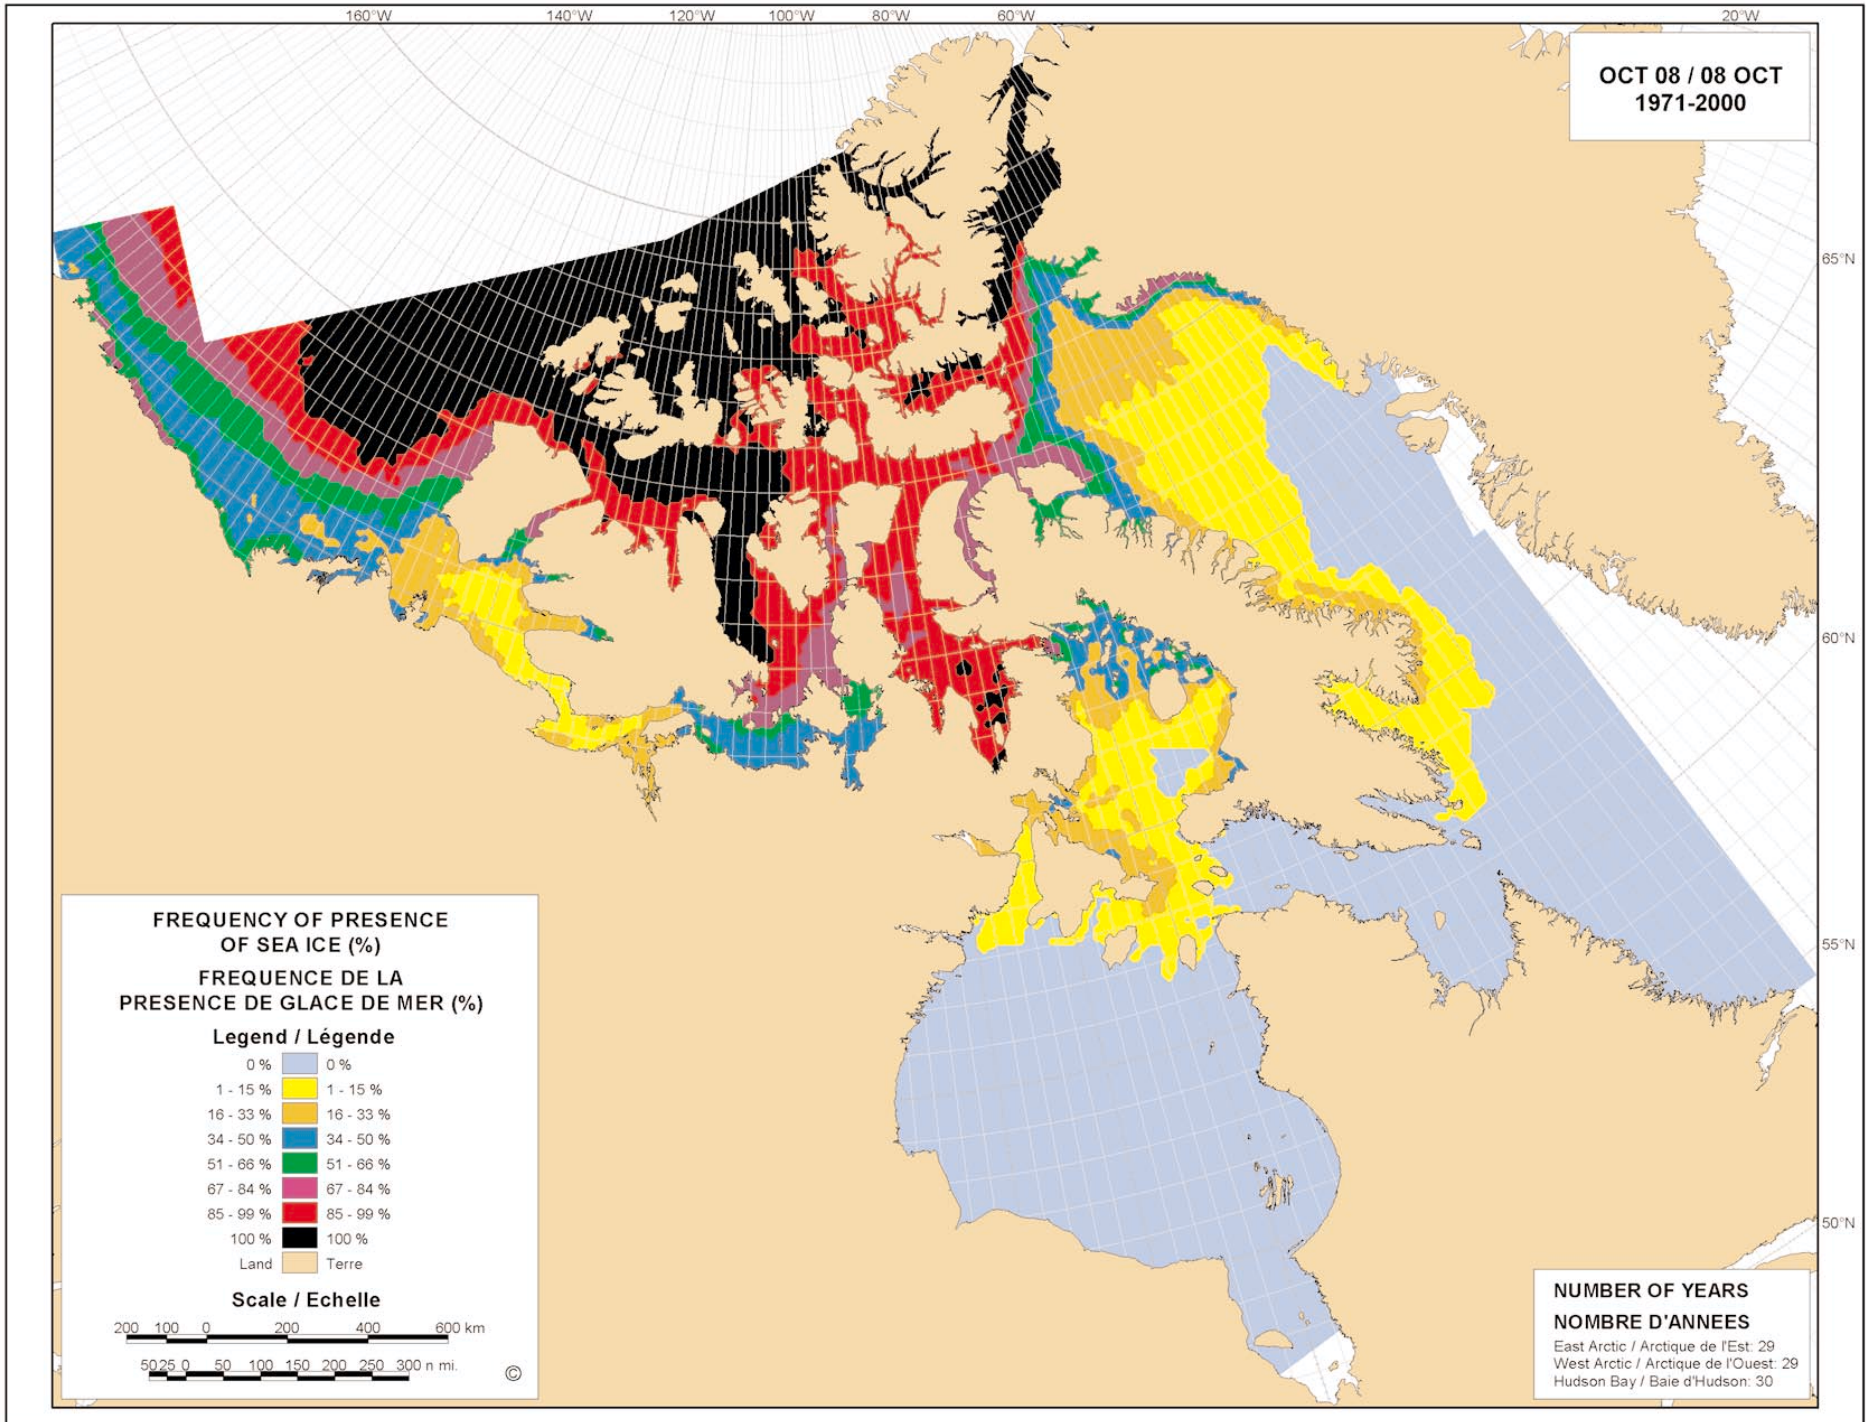 160°W 140°W 120°W 100°W 80°W 60°W 20°W
OCT 08 / 08 OCT
1971-2000
65°N
60°N
55°N
50°N
FREQUENCY OF PRESENCE
OF SEA ICE (%)
FREQUENCE DE LA
PRESENCE DE GLACE DE MER (%)
Legend / Légende
0 % 0 %
1 - 15 % 1 - 15 %
16 - 33 % 16 - 33 %
34 - 50 % 34 - 50 %
51 - 66 % 51 - 66 %
67 - 84 % 67 - 84 %
85 - 99 % 85 - 99 %
100 % 100 %
Land Terre
Scale / Echelle
200 100 0 200 400 600 km
50 25 0 50 100 150 200 250 300 n mi.
©
NUMBER OF YEARS
NOMBRE D'ANNEES
East Arctic / Arctique de l'Est: 29
West Arctic / Arctique de l'Ouest: 29
Hudson Bay / Baie d'Hudson: 30